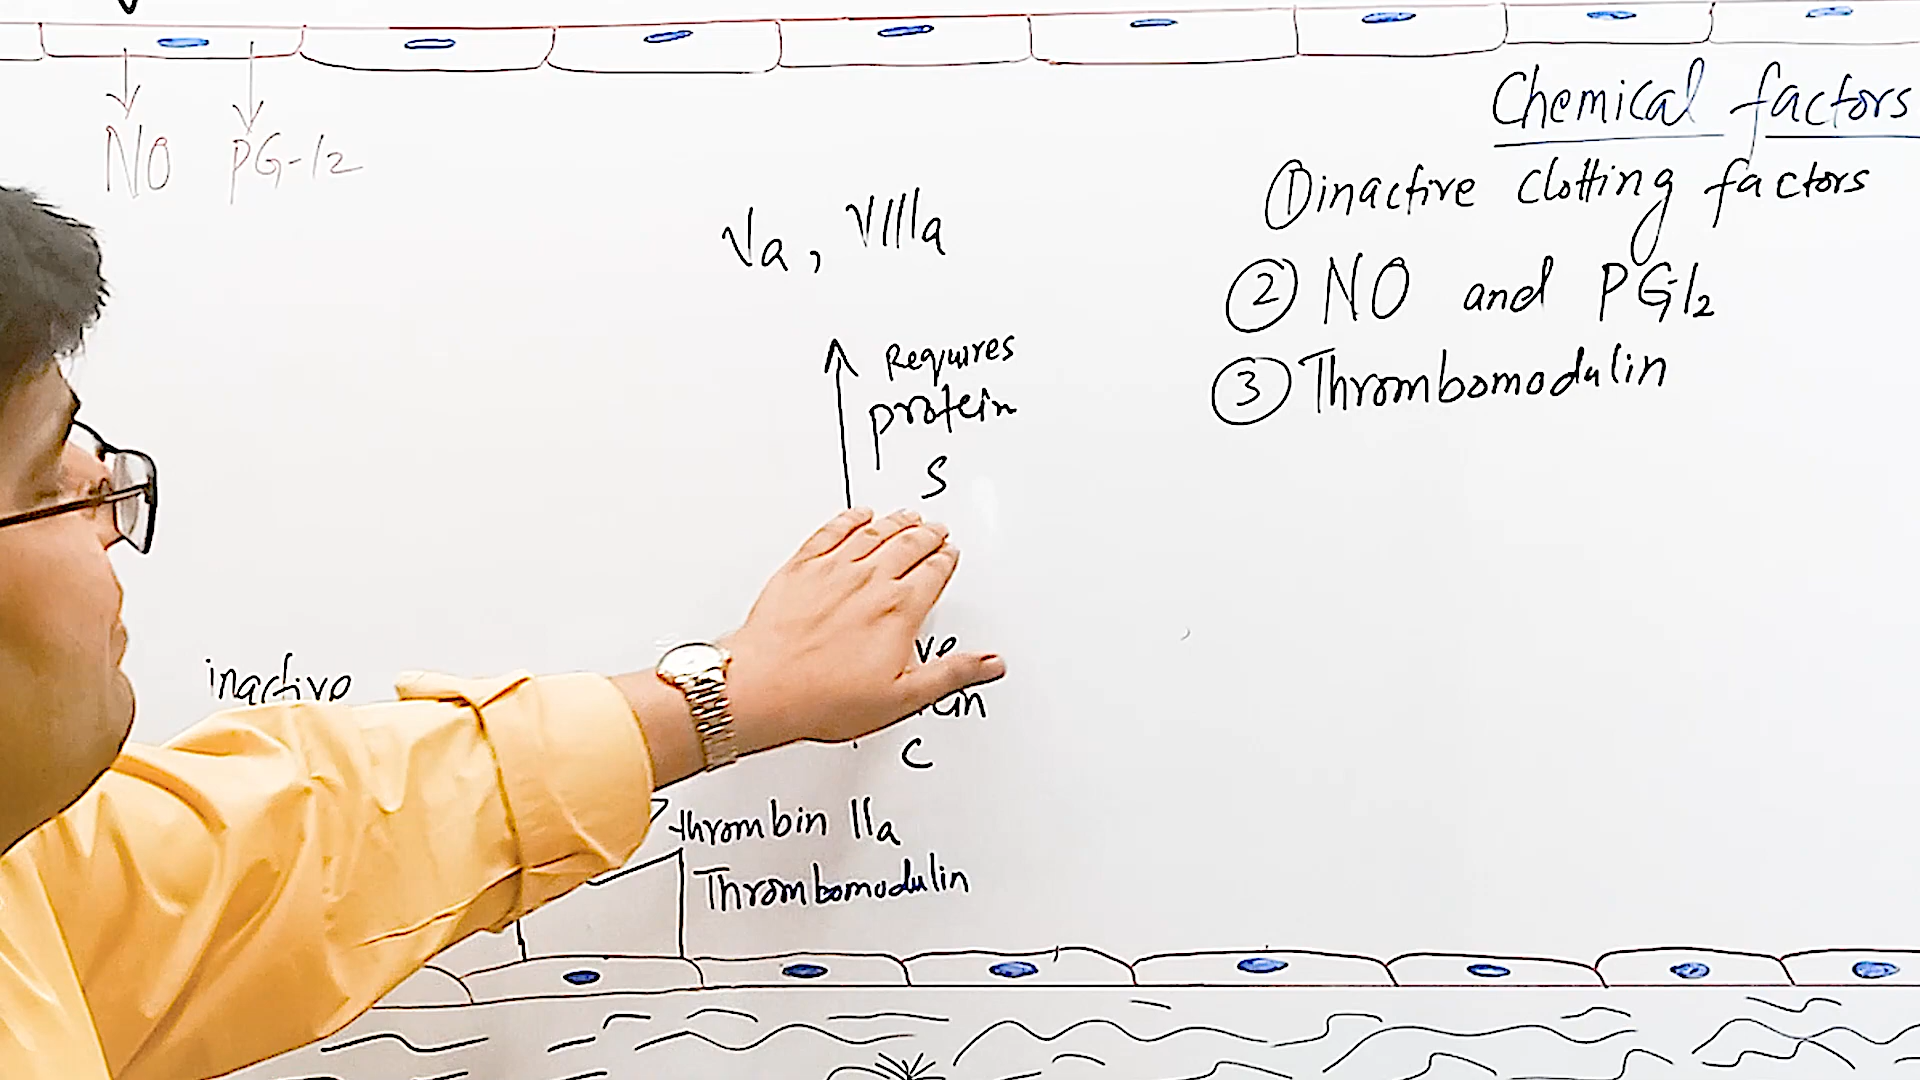 NO PG-I2
Va, VIIIa
Requires
protein
S
inactive
C
thrombin IIa
Thrombomodulin
Chemical factors
① inactive clotting factors
② NO and PGI2
③ Thrombomodulin